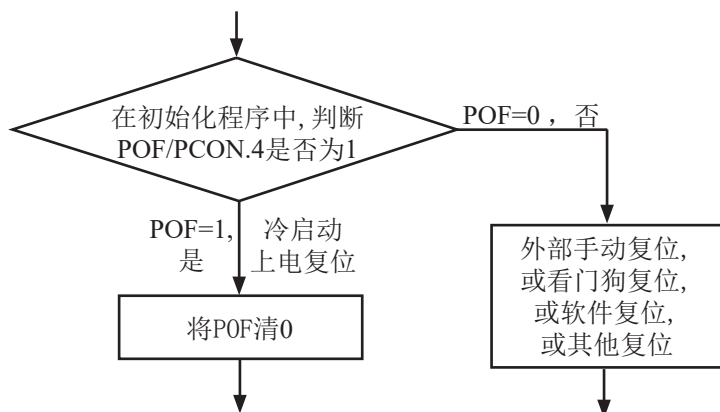 在初始化程序中,判断
POF/PCON.4是否为1
POF=0 ，否
POF=1,
是
冷启动
上电复位
将POF清0
外部手动复位,
或看门狗复位,
或软件复位,
或其他复位